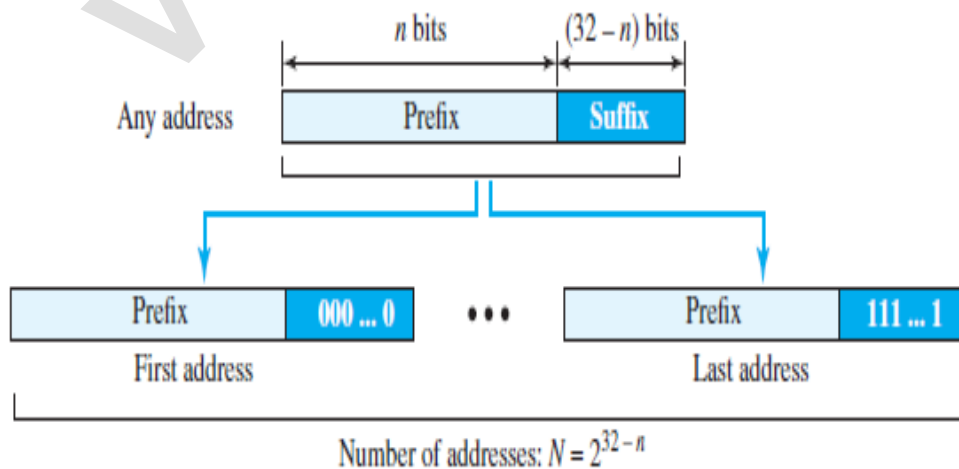 n bits (32 – n) bits
Any address Prefix Suffix
Prefix 000 ... 0 ••• Prefix 111 ... 1
First address Last address
Number of addresses: N = 2^{32 – n}